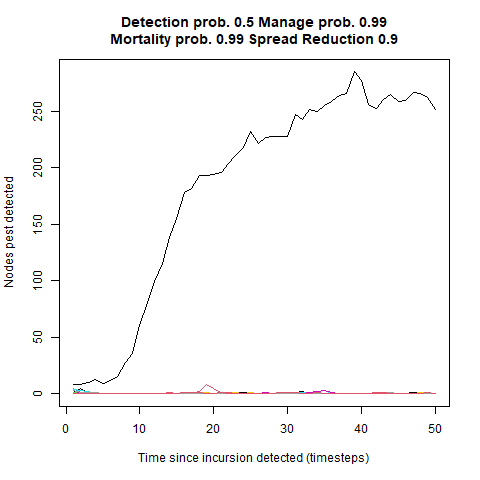 Detection prob. 0.5 Manage prob. 0.99
Mortality prob. 0.99 Spread Reduction 0.9
Nodes pest detected
250
200
150
100
50
0
0 10 20 30 40 50
Time since incursion detected (timesteps)